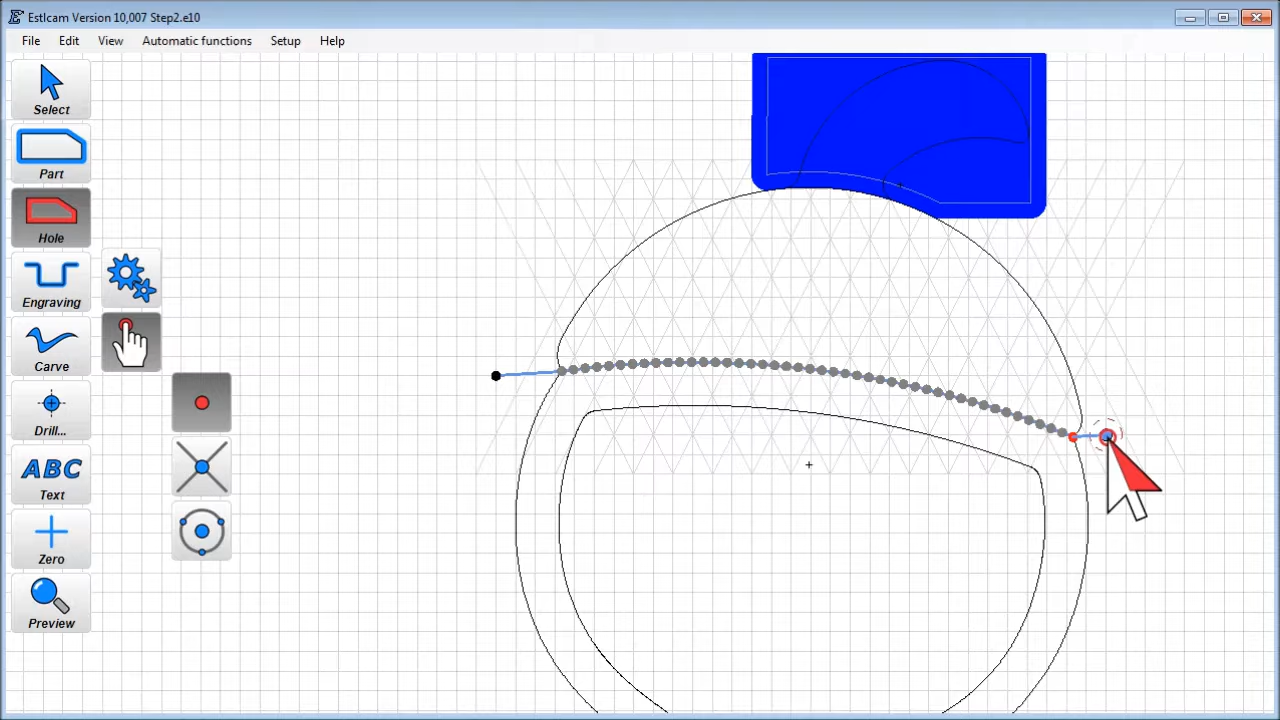 Estlcam Version 10,007 Step2.e10
File Edit View Automatic functions Setup Help
Select
Part
Hole
Engraving
Carve
Drill...
ABC
Text
Zero
Preview